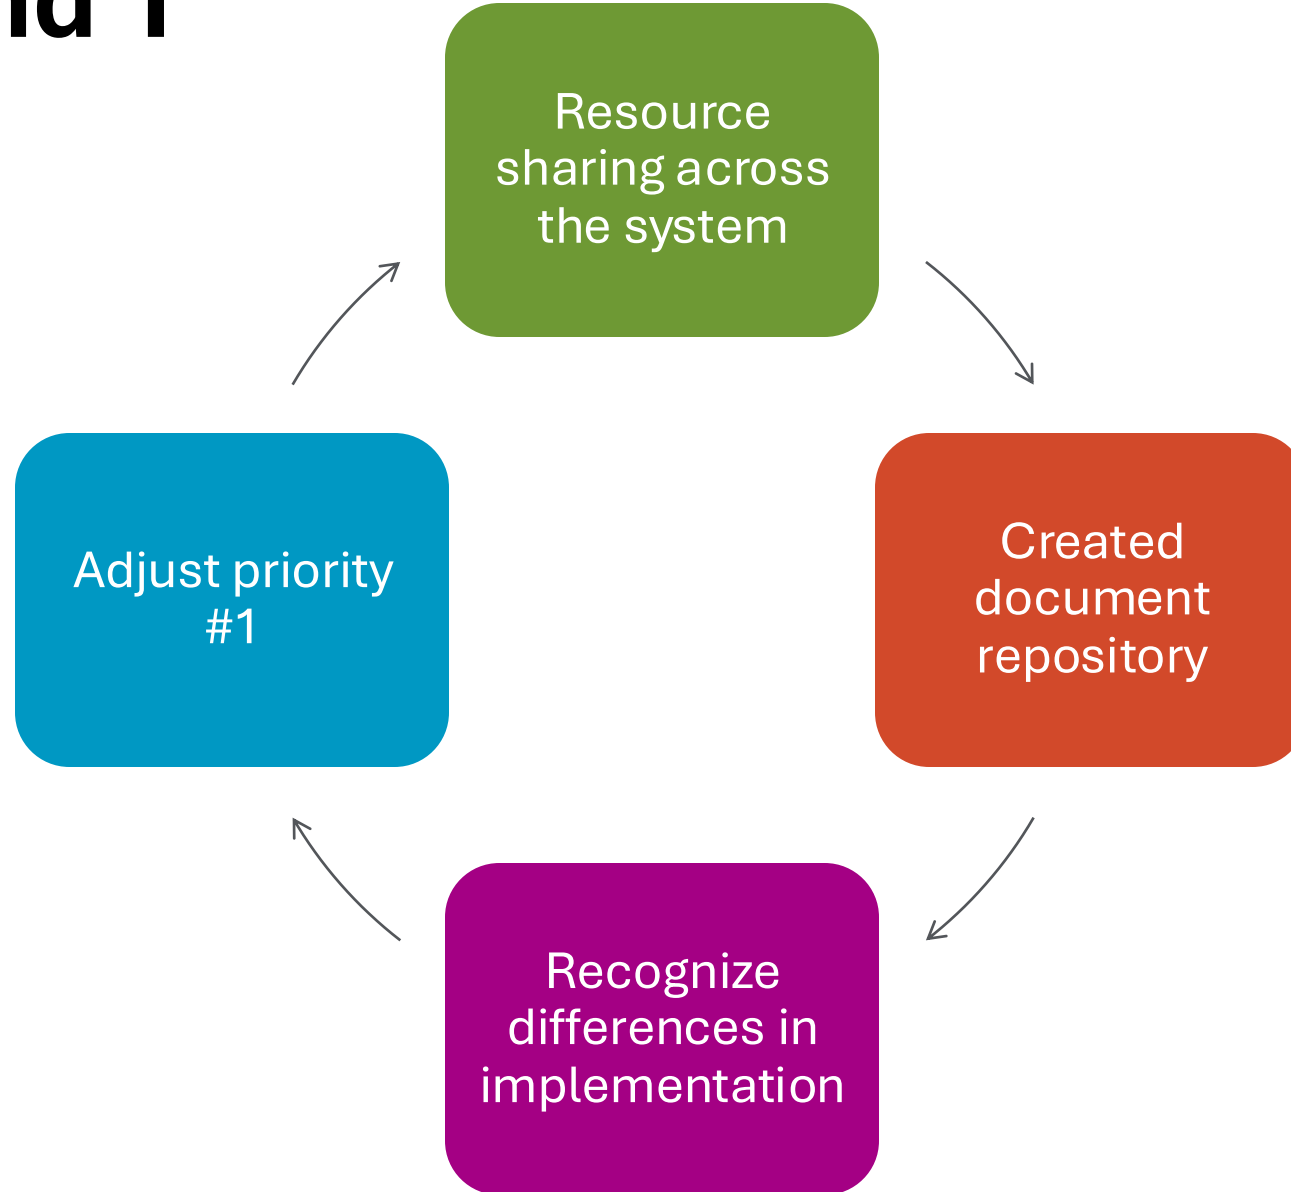 Resource
sharing across
the system
Created
document
repository
Recognize
differences in
implementation
Adjust priority
#1